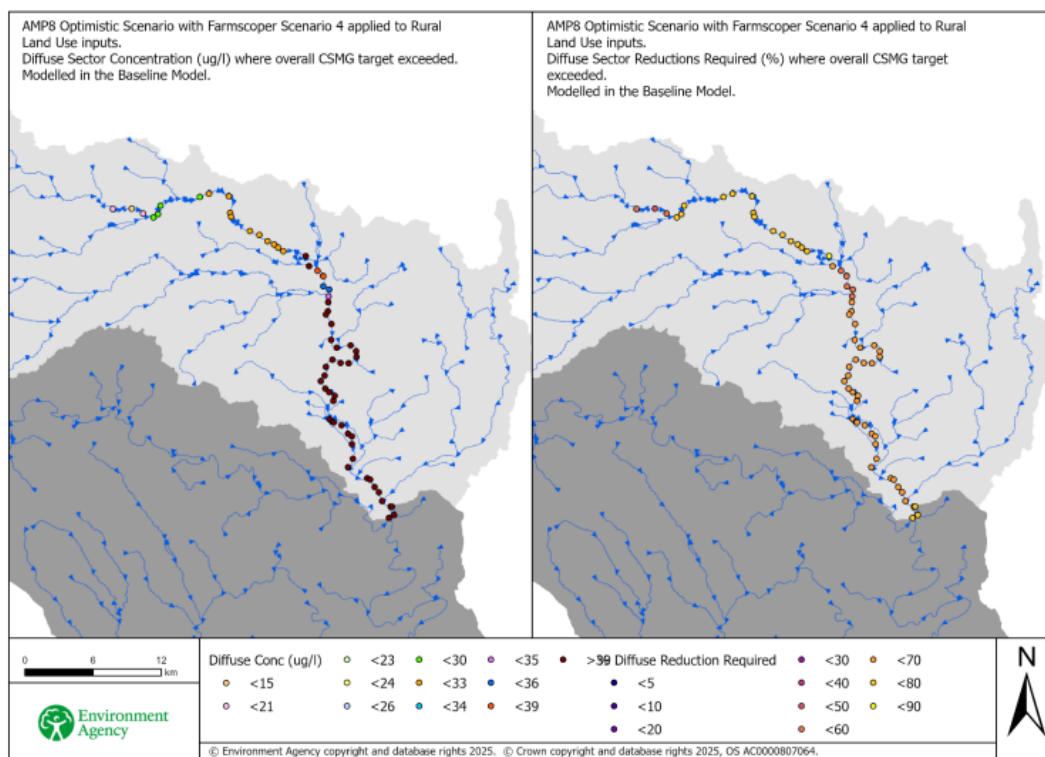 AMP8 Optimistic Scenario with Farmscoper Scenario 4 applied to Rural
Land Use inputs.
Diffuse Sector Concentration (ug/l) where overall CSMG target exceeded.
Modelled in the Baseline Model.
AMP8 Optimistic Scenario with Farmscoper Scenario 4 applied to Rural
Land Use inputs.
Diffuse Sector Reductions Required (%) where overall CSMG target
exceeded.
Modelled in the Baseline Model.
0 6 12
km
Environment
Agency
Diffuse Conc (ug/l)
<15
<21
<23
<24
<26
<30
<33
<34
<35
<36
<39
>39
Diffuse Reduction Required
<5
<10
<20
<30
<40
<50
<60
<70
<80
<90
N
© Environment Agency copyright and database rights 2025. © Crown copyright and database rights 2025, OS AC0000807064.